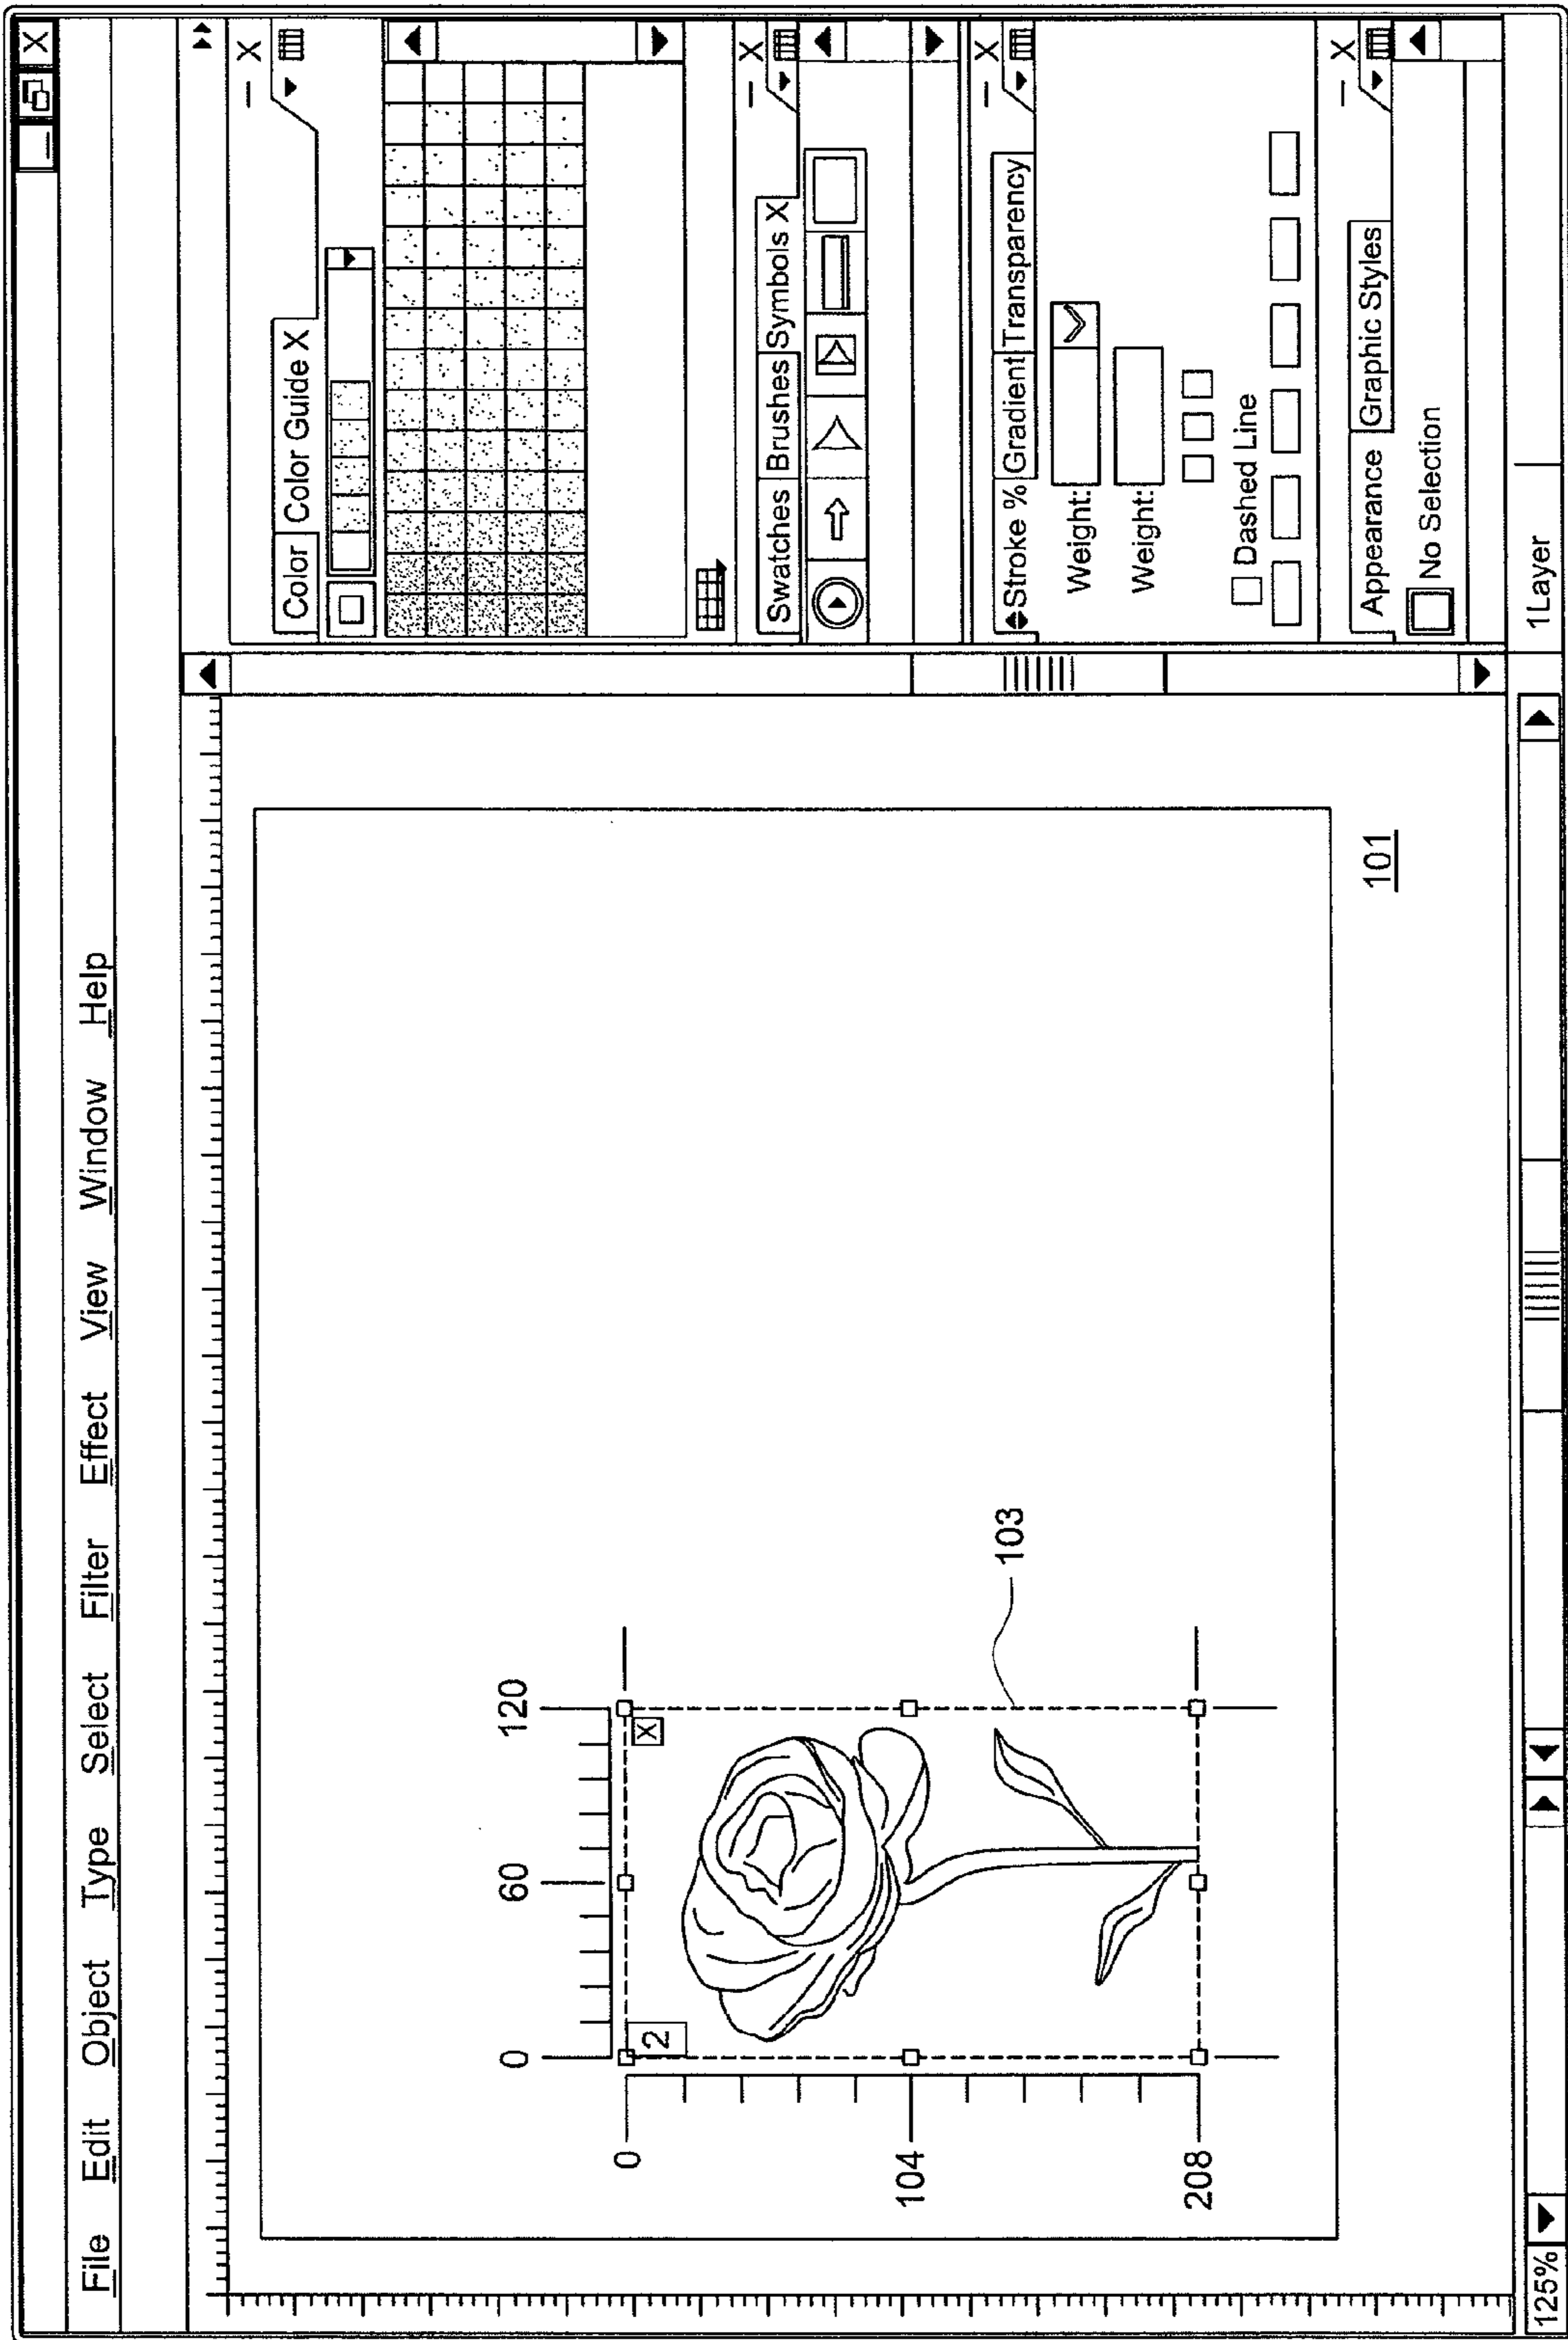 X
File Edit Object Type Select Filter Effect View Window Help
X
Color Color Guide X
Swatches Brushes Symbols X
X
Stroke % Gradient Transparency
X
Weight:
Weight:
Dashed Line
X
Appearance Graphic Styles
No Selection
0 60 120
2
X
0
104
208
103
101
125%
1Layer